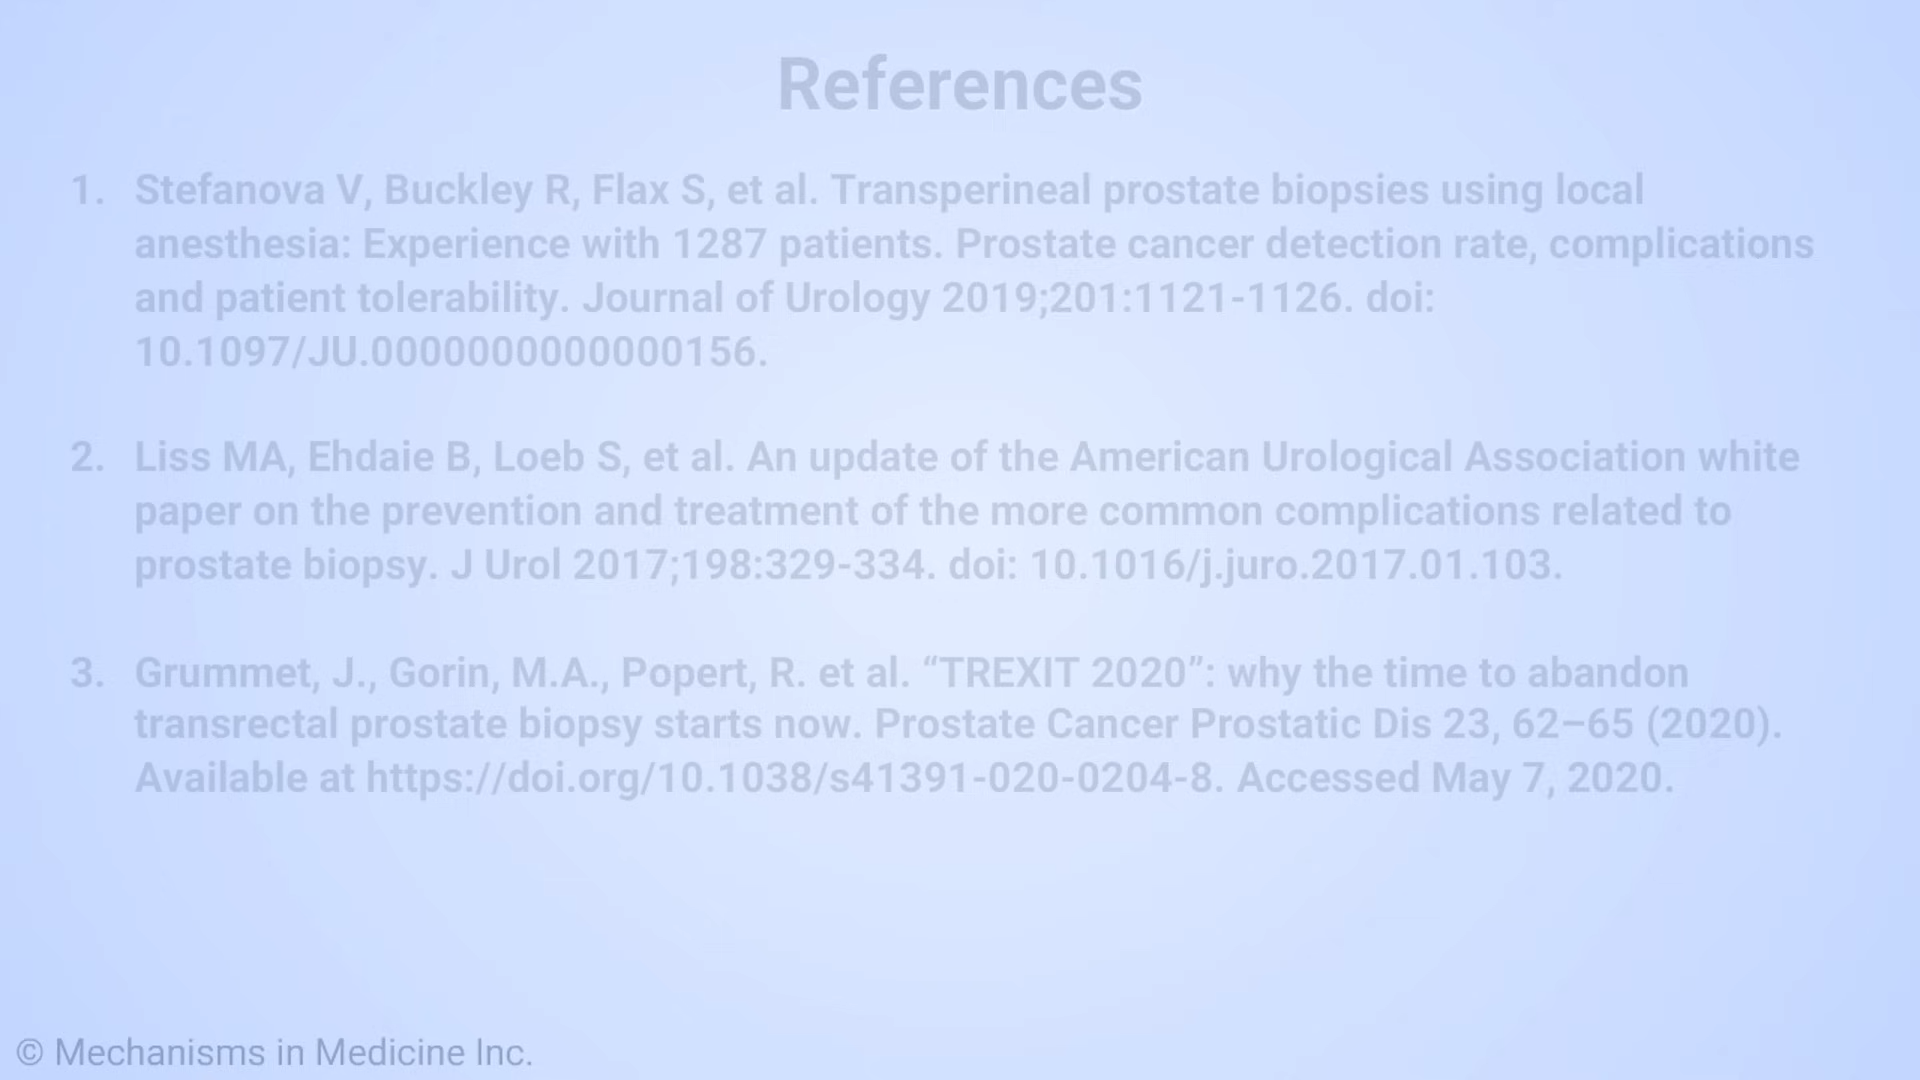 References
1. Stefanova V, Buckley R, Flax S, et al. Transperineal prostate biopsies using local
anesthesia: Experience with 1287 patients. Prostate cancer detection rate, complications
and patient tolerability. Journal of Urology 2019;201:1121-1126. doi:
10.1097/JU.0000000000000156.
2. Liss MA, Ehdaie B, Loeb S, et al. An update of the American Urological Association white
paper on the prevention and treatment of the more common complications related to
prostate biopsy. J Urol 2017;198:329-334. doi: 10.1016/j.juro.2017.01.103.
3. Grummet, J., Gorin, M.A., Popert, R. et al. “TREXIT 2020”: why the time to abandon
transrectal prostate biopsy starts now. Prostate Cancer Prostatic Dis 23, 62–65 (2020).
Available at https://doi.org/10.1038/s41391-020-0204-8. Accessed May 7, 2020.
© Mechanisms in Medicine Inc.